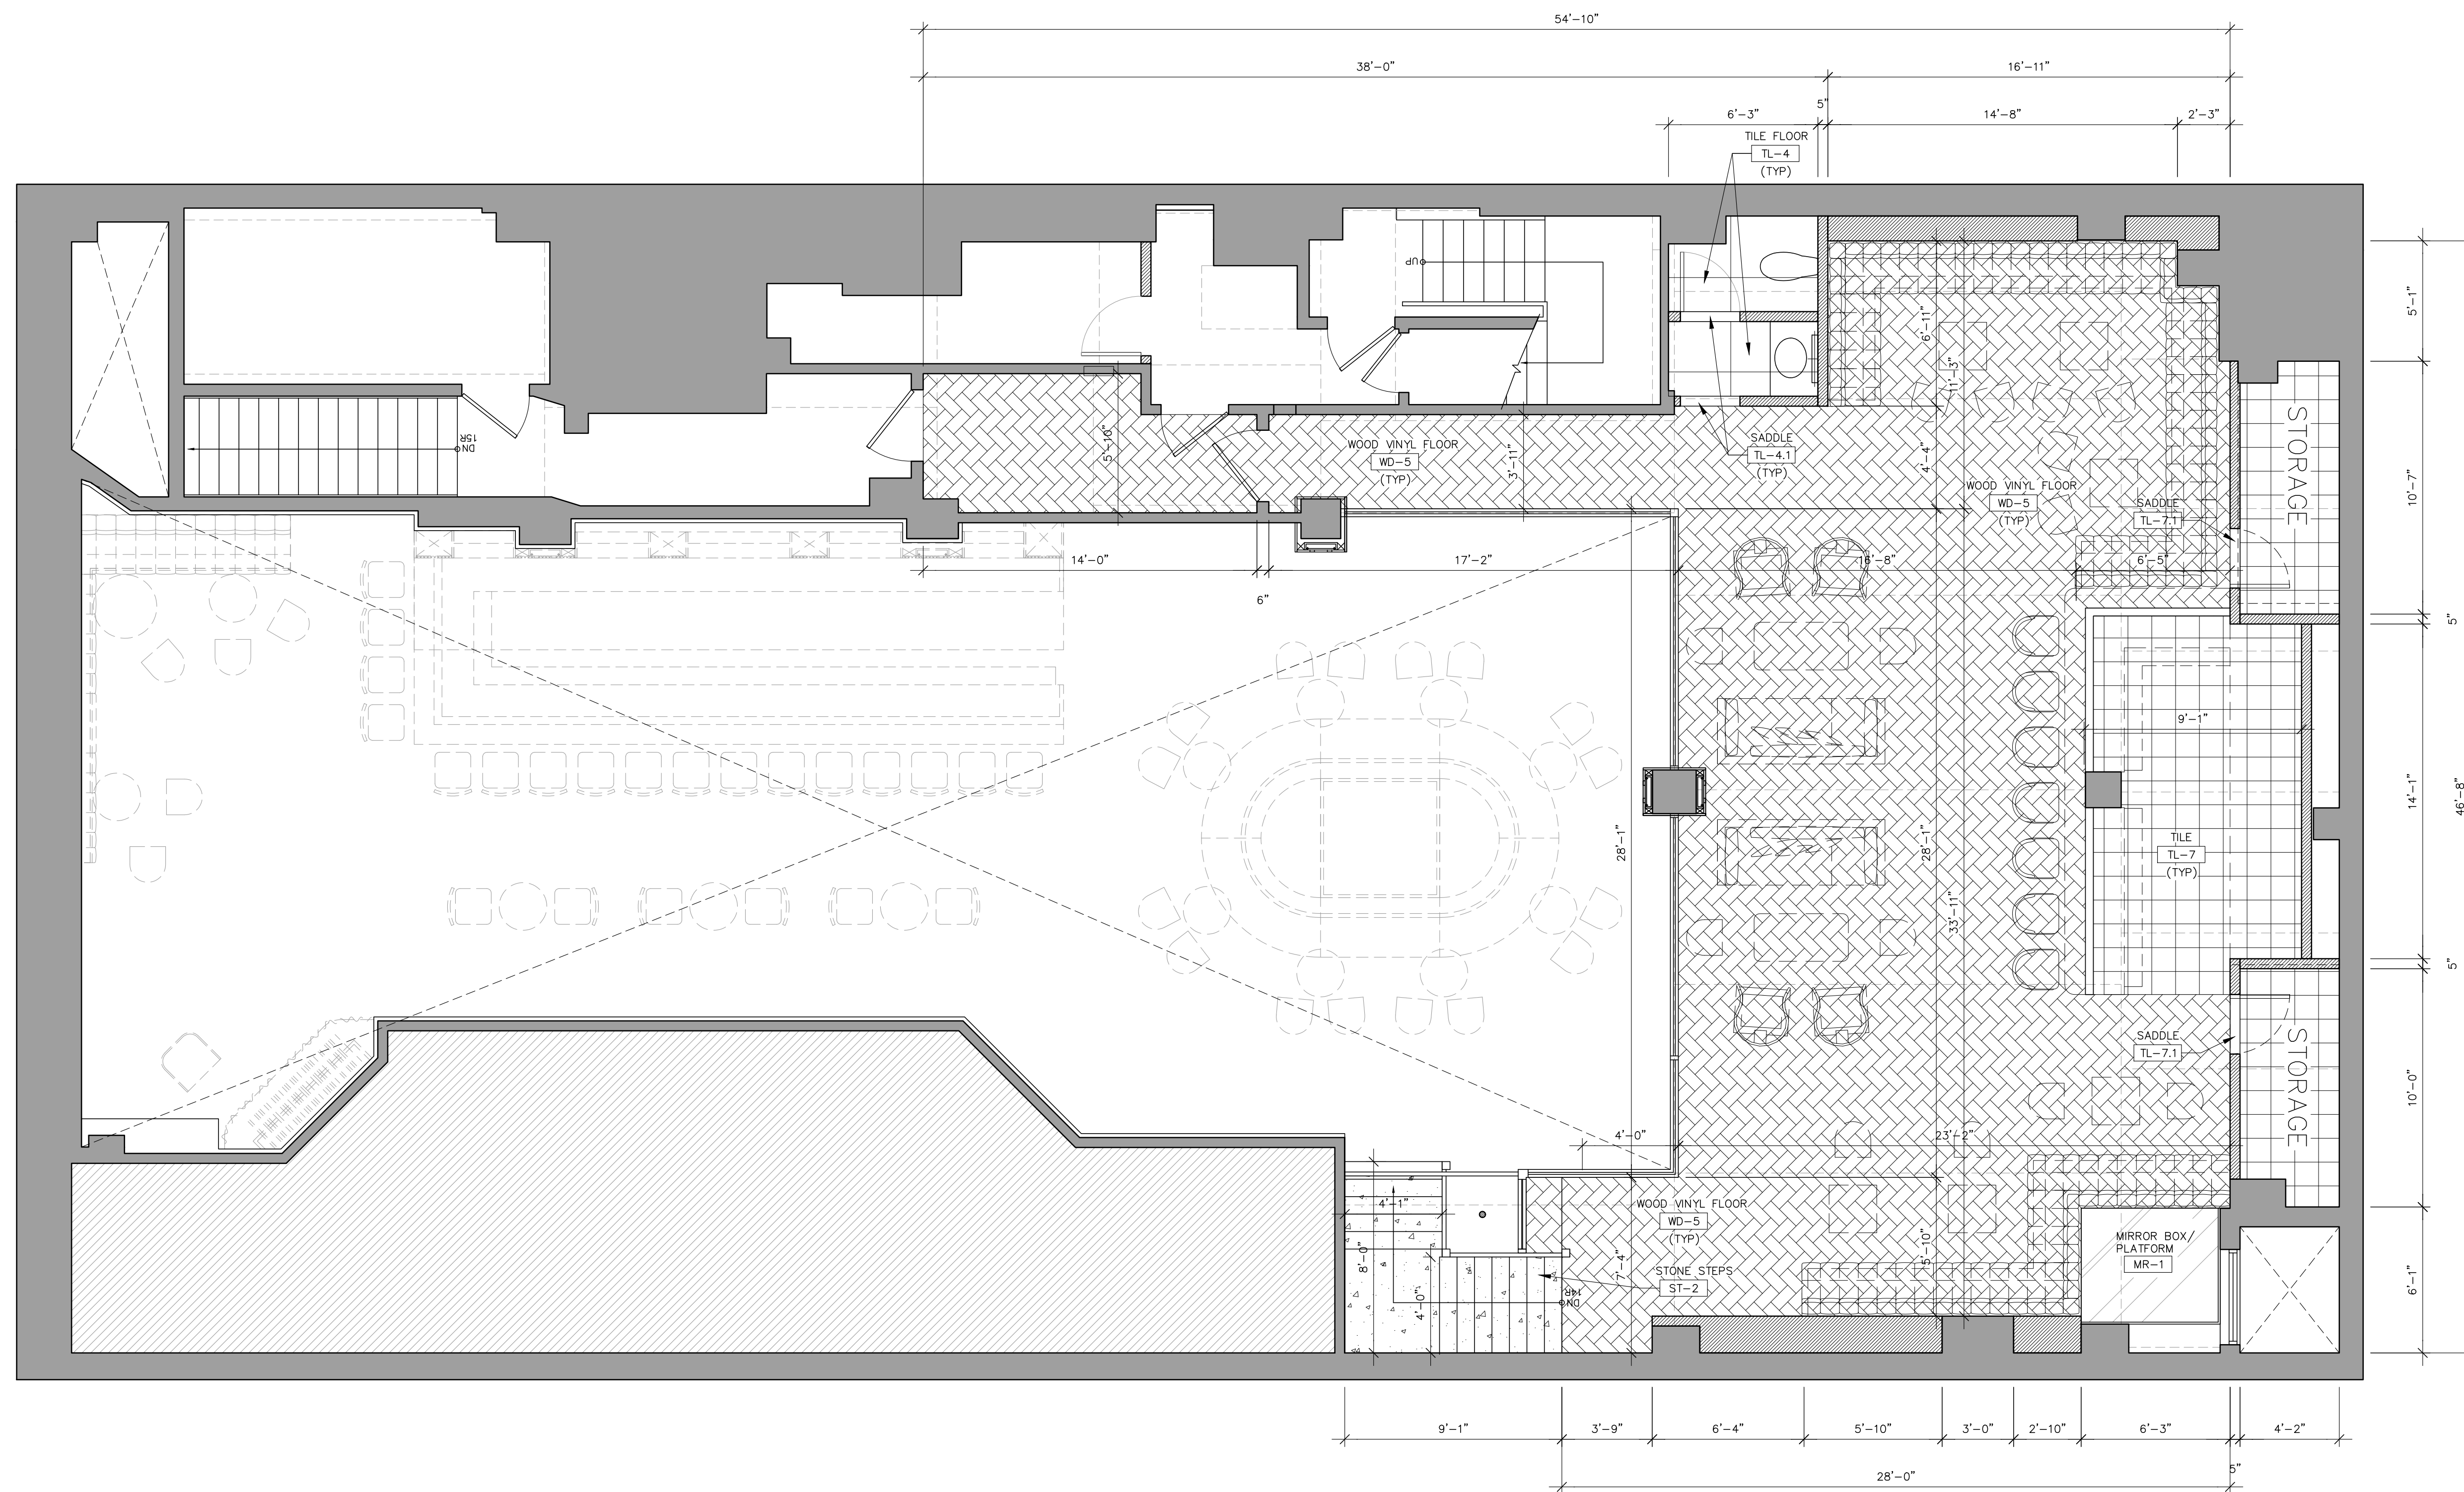 54'-10"
38'-0"
16'-11"
6'-3"
5"
14'-8"
2'-3"
TILE FLOOR
TL-4
(TYP)
UP
5'-1"
6'-11"
11'-3"
DN
15R
5'-10"
WOOD VINYL FLOOR
WD-5
(TYP)
3'-11"
SADDLE
TL-4.1
(TYP)
4'-4"
WOOD VINYL FLOOR
WD-5
(TYP)
SADDLE
TL-7.1
STORAGE
10'-7"
14'-0"
6"
17'-2"
16'-8"
6'-5"
5"
9'-1"
14'-1"
46'-8"
28'-1"
28'-1"
33'-11"
TILE
TL-7
(TYP)
5"
SADDLE
TL-7.1
STORAGE
10'-0"
4'-0"
23'-2"
4'-1"
8'-0"
4'-0"
WOOD VINYL FLOOR
WD-5
(TYP)
7'-4"
STONE STEPS
ST-2
DN
14R
5'-10"
MIRROR BOX/
PLATFORM
MR-1
6'-1"
9'-1"
3'-9"
6'-4"
5'-10"
3'-0"
2'-10"
6'-3"
4'-2"
28'-0"
5"